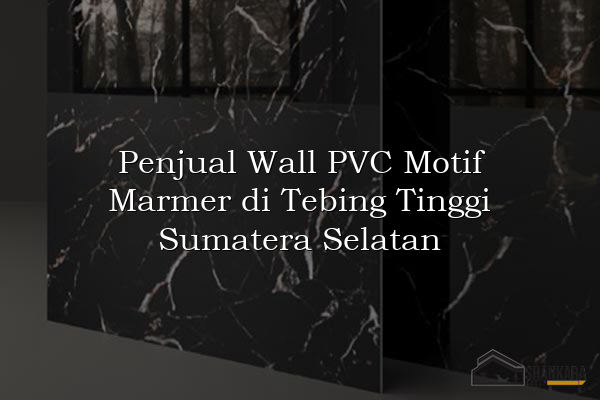 Penjual Wall PVC Motif
Marmer di Tebing Tinggi
Sumatera Selatan